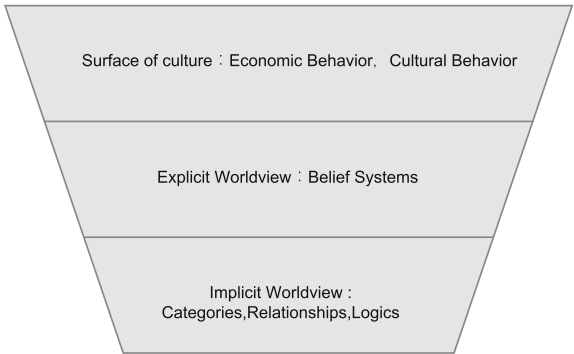 Surface of culture：Economic Behavior, Cultural Behavior
Explicit Worldview：Belief Systems
Implicit Worldview :
Categories,Relationships,Logics